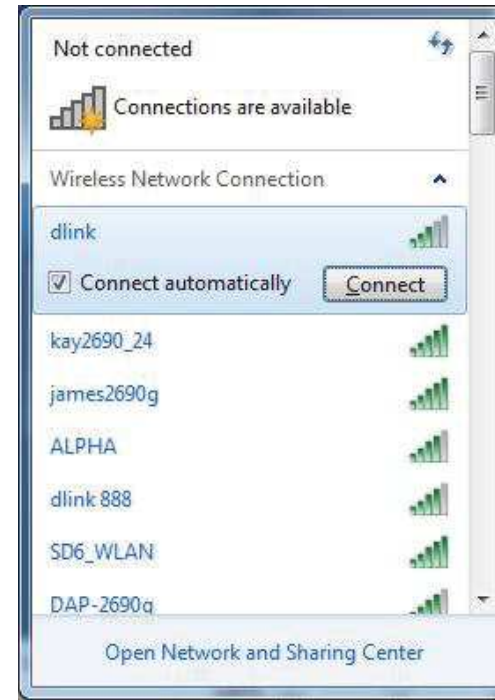 Not connected
Connections are available
Wireless Network Connection
dlink
Connect automatically
Connect
kay2690_24
james2690g
ALPHA
dlink 888
SD6_WLAN
DAP-2690g
Open Network and Sharing Center